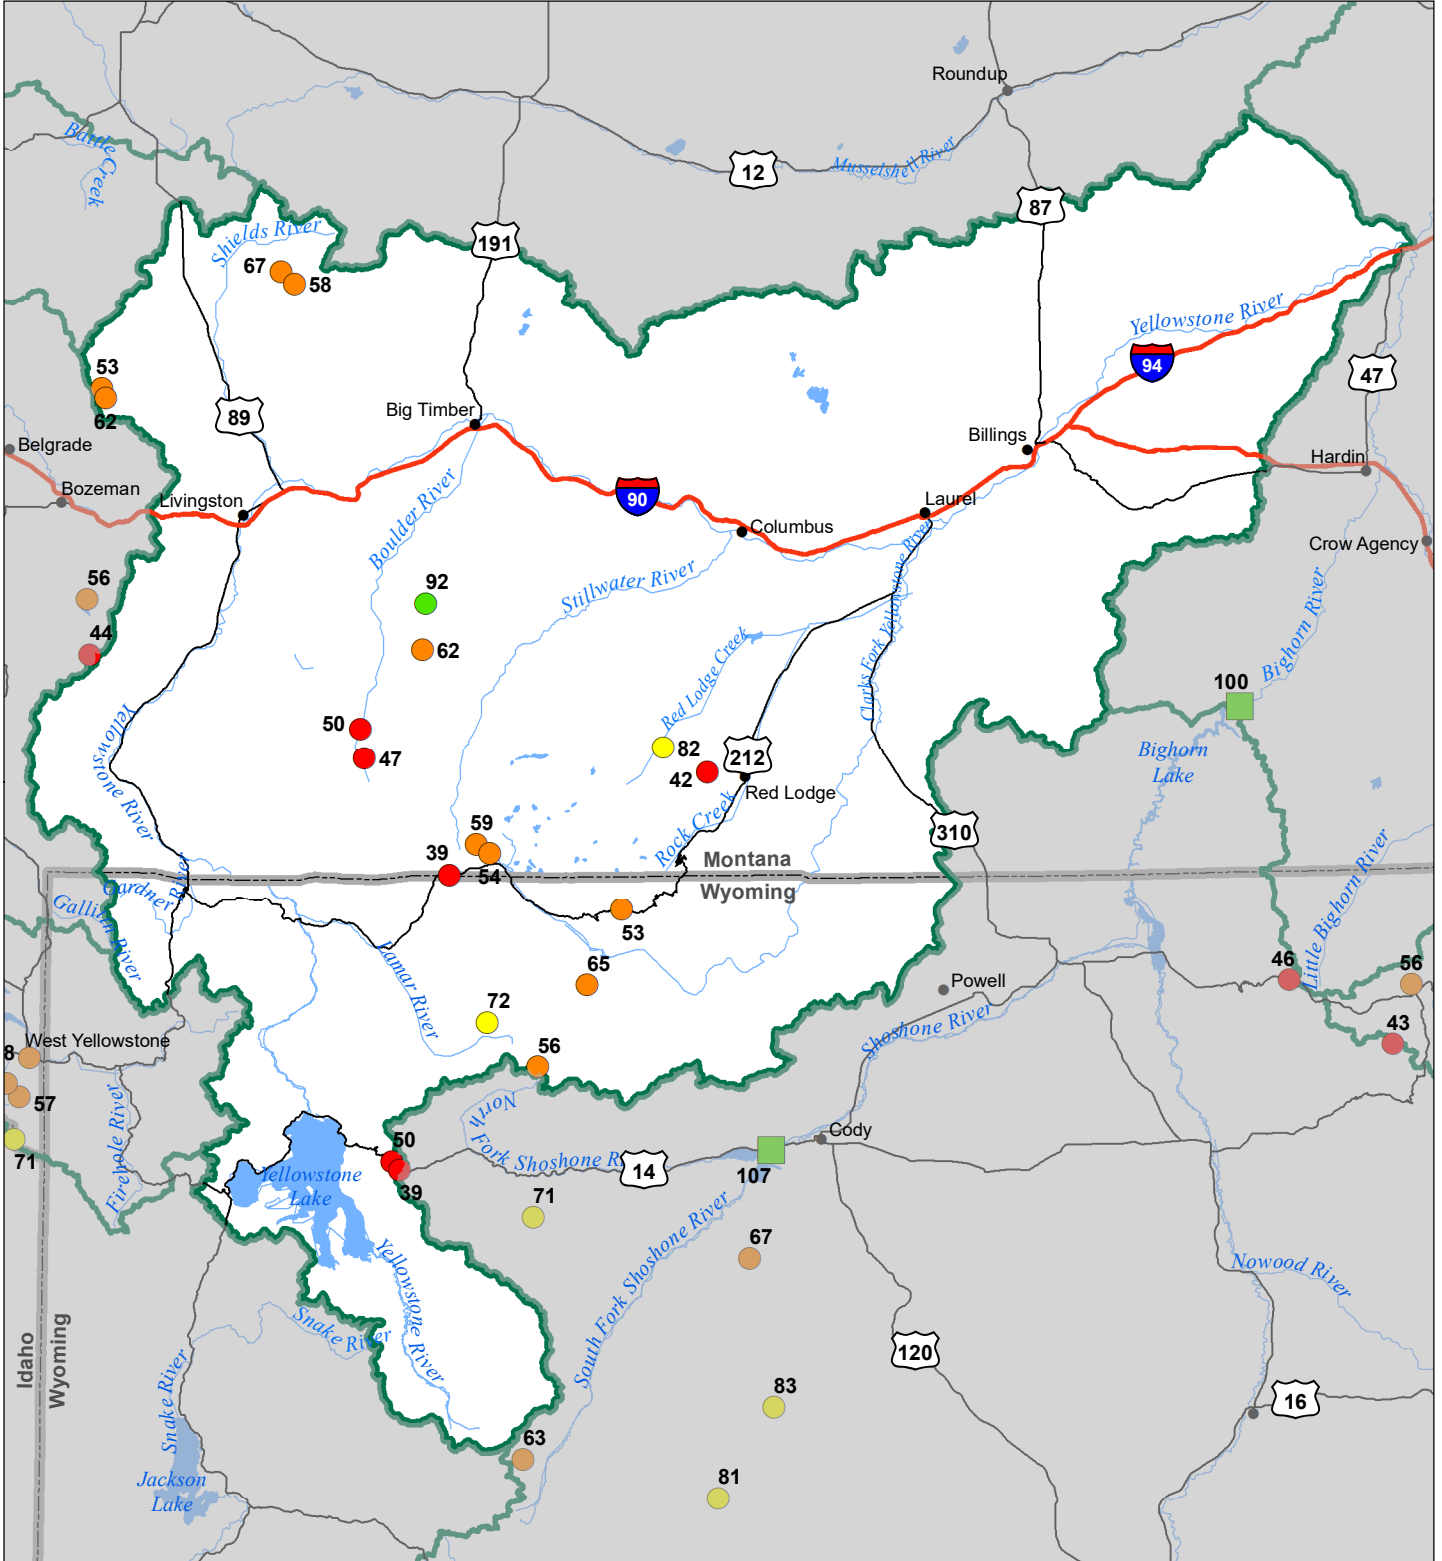 Roundup
Battle
Creek
12
Musselshell River
87
Shields River
191
67
58
Yellowstone River
94
47
53
62
89
Big Timber
Billings
Belgrade
Hardin
Bozeman
Livingston
90
Laurel
Boulder River
Columbus
Crow Agency
Stillwater River
56
92
Clarks Fork Yellowstone River
Bighorn River
44
62
Red Lodge Creek
100
50
47
82
42
212
Bighorn
Lake
Yellowstone River
Red Lodge
59
Rock Creek
310
39
54
Montana
Wyoming
Little Bighorn River
Gardner River
Gallatin River
53
Lamar River
65
46
56
Powell
72
Shoshone River
43
8
West Yellowstone
56
57
Firehole River
North
Fork Shoshone R
14
Cody
71
50
39
107
Yellowstone
Lake
71
67
South Fork Shoshone River
Yellowstone River
Nowood River
Snake River
Idaho
Wyoming
120
Snake River
83
16
63
Jackson
Lake
81